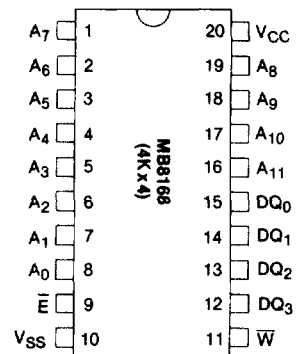 A7 1 20 VCC
A6 2 19 A8
A5 3 18 A9
A4 4 17 A10
A3 5 16 A11
A2 6 15 DQ0
A1 7 14 DQ1
A0 8 13 DQ2
E̅ 9 12 DQ3
VSS 10 11 W̅
MB8168
(4K x 4)